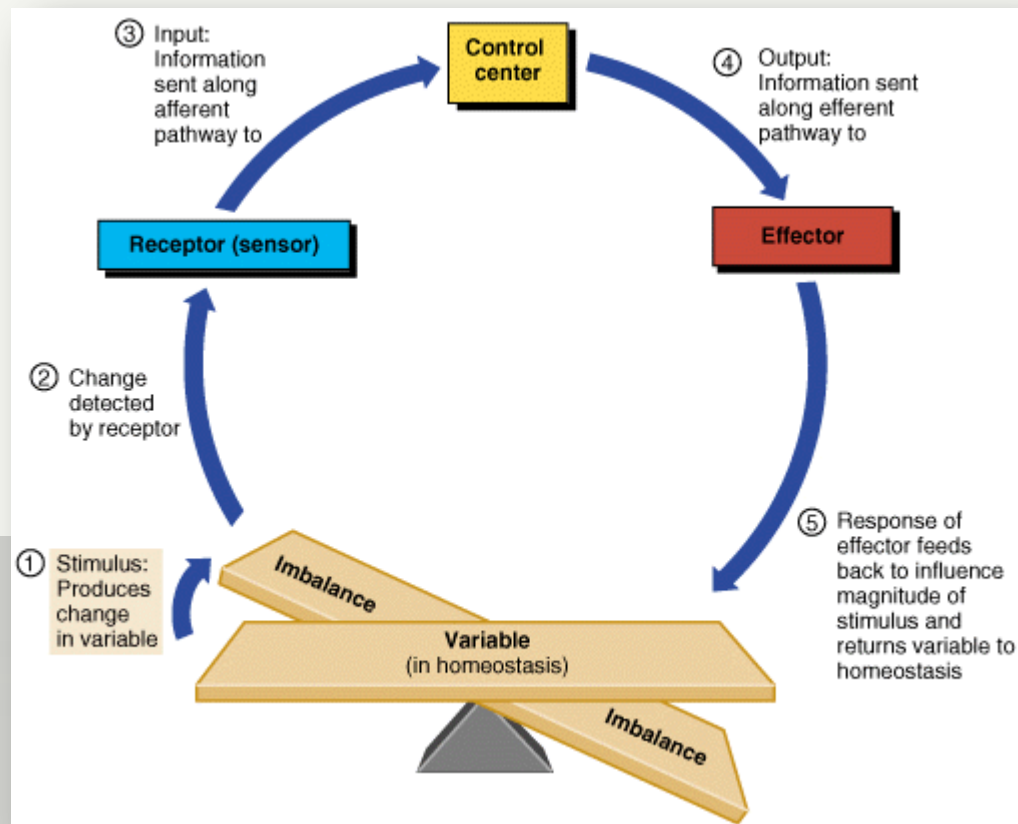 ③ Input:
Information
sent along
afferent
pathway to
Control
center
④ Output:
Information sent
along efferent
pathway to
Receptor (sensor)
Effector
② Change
detected
by receptor
① Stimulus:
Produces
change
in variable
Imbalance
Variable
(in homeostasis)
Imbalance
⑤ Response of
effector feeds
back to influence
magnitude of
stimulus and
returns variable to
homeostasis